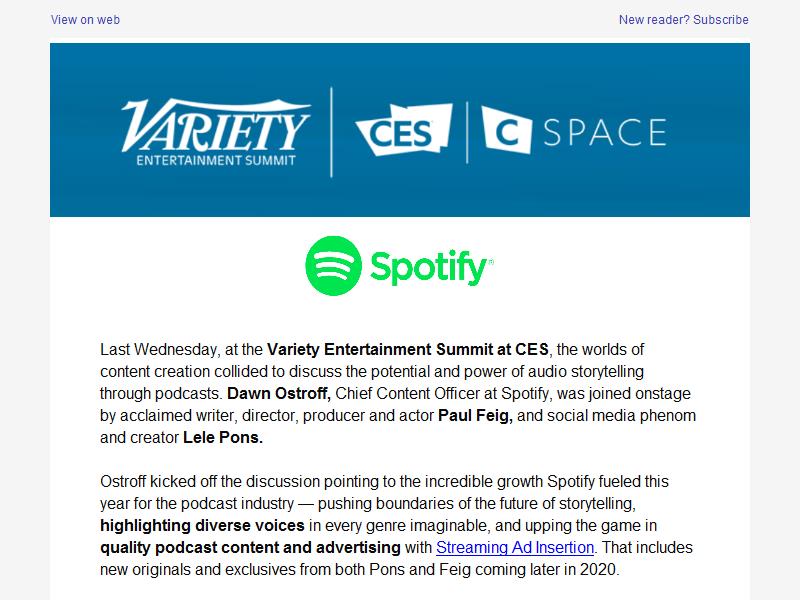 View on web
New reader? Subscribe
VARIETY
ENTERTAINMENT SUMMIT
CES
C SPACE
Spotify®
Last Wednesday, at the Variety Entertainment Summit at CES, the worlds of
content creation collided to discuss the potential and power of audio storytelling
through podcasts. Dawn Ostroff, Chief Content Officer at Spotify, was joined onstage
by acclaimed writer, director, producer and actor Paul Feig, and social media phenom
and creator Lele Pons.
Ostroff kicked off the discussion pointing to the incredible growth Spotify fueled this
year for the podcast industry — pushing boundaries of the future of storytelling,
highlighting diverse voices in every genre imaginable, and upping the game in
quality podcast content and advertising with Streaming Ad Insertion. That includes
new originals and exclusives from both Pons and Feig coming later in 2020.